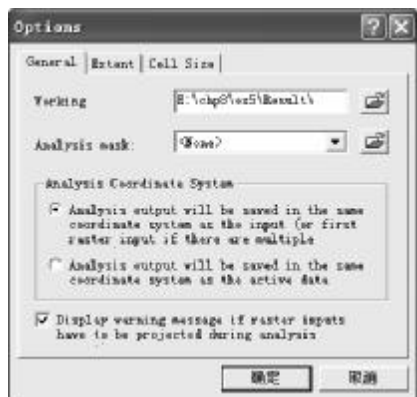 Options
General Extent Cell Size
Working E:\chp8\ex5\Result\
Analysis mask: <None>
Analysis Coordinate System
Analysis output will be saved in the same
coordinate system as the input (or first
raster input if there are multiple
Analysis output will be saved in the same
coordinate system as the active data
Display warning message if raster inputs
have to be projected during analysis
确定 取消